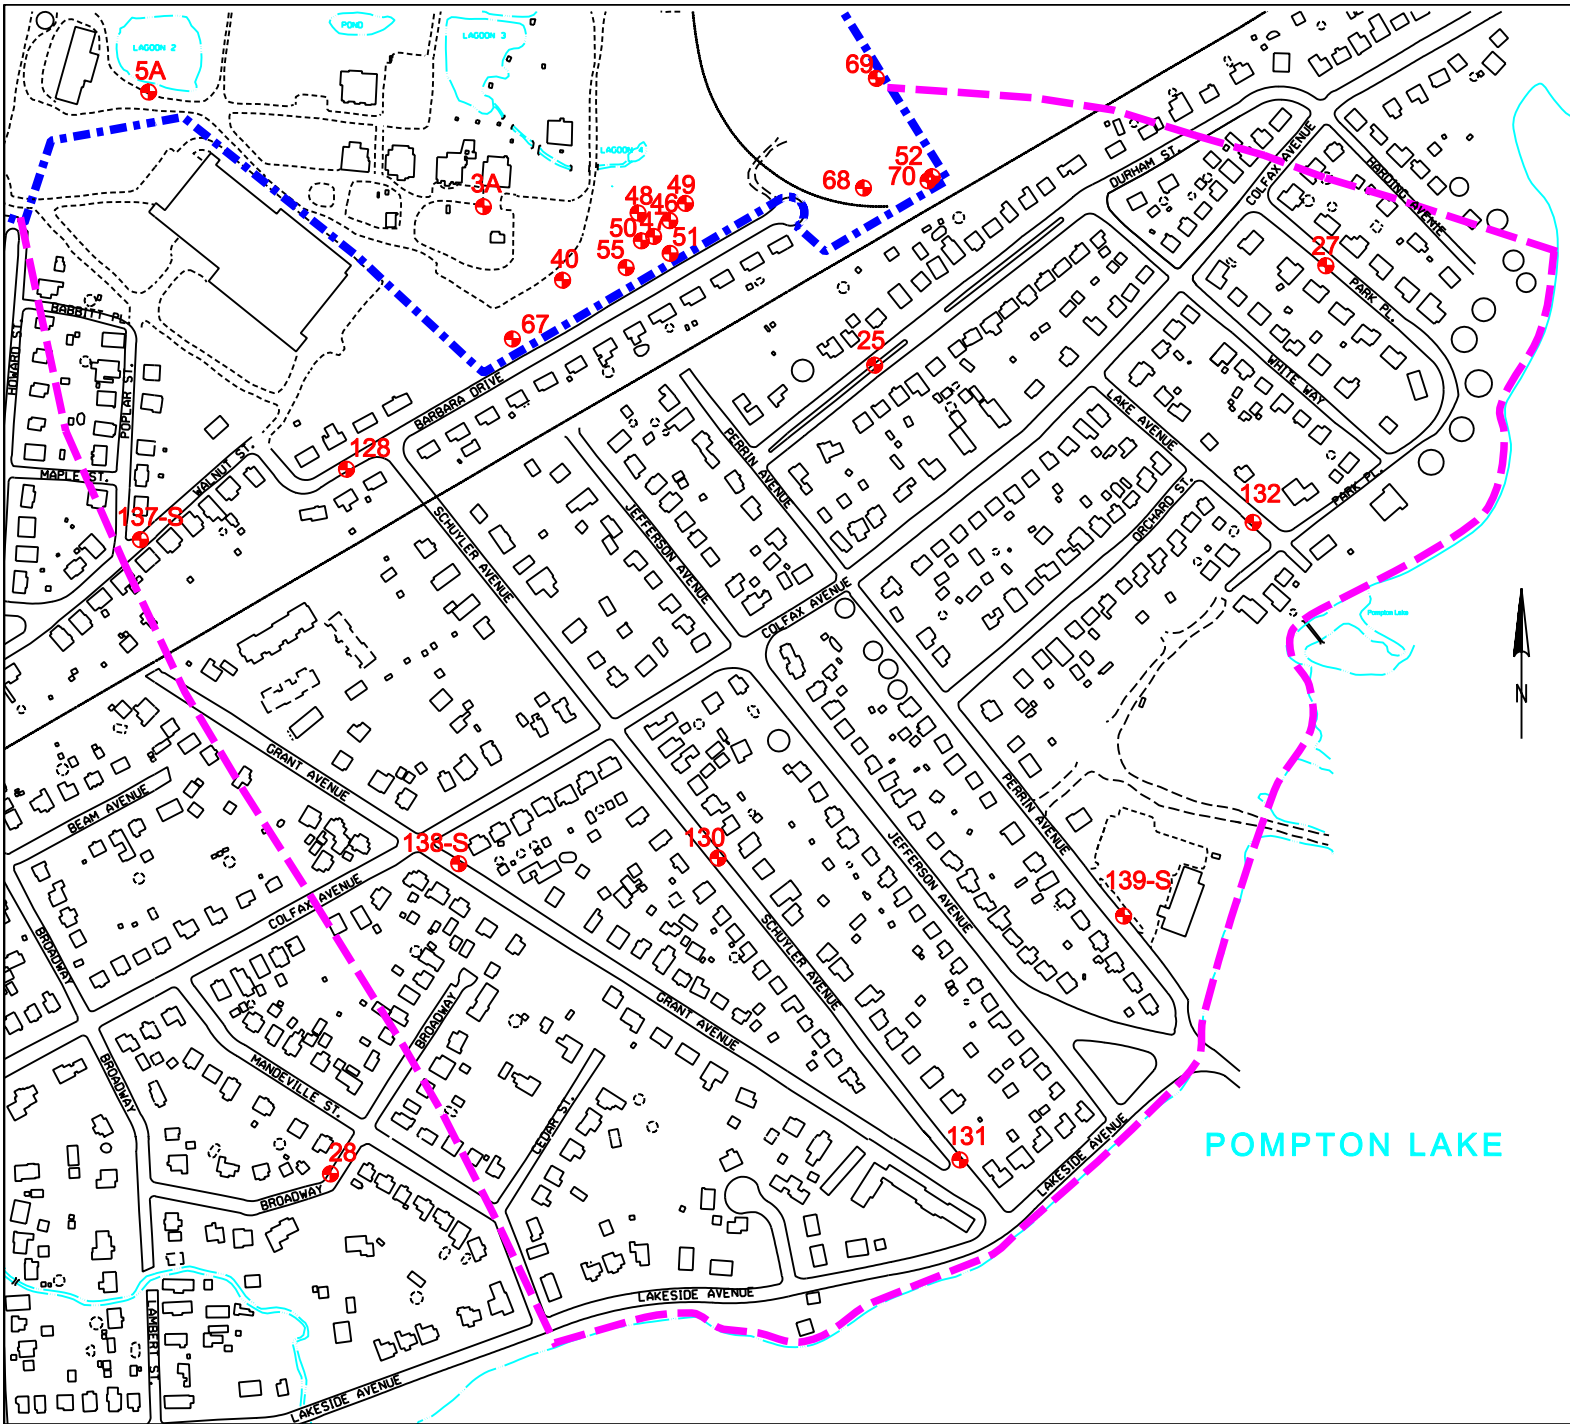 LAGOON 2
POND
LAGOON 3
5A
69
LAGOON 4
3A
48
49
46
47
50
51
55
40
67
68
52
70
DURHAM ST.
COLFAX AVENUE
HARDING AVENUE
27
PARK PL.
WHITE WAY
BABBITT PL.
HOWARD ST.
POPLAR ST.
MAPLE ST.
WALNUT ST.
137-S
128
BARBARA DRIVE
25
PERRIN AVENUE
LAKE AVENUE
ORCHARD ST.
132
PARK PL.
SCHUYLER AVENUE
JEFFERSON AVENUE
COLFAX AVENUE
Pompton Lake
N
GRANT AVENUE
BEAM AVENUE
138-S
130
PERRIN AVENUE
JEFFERSON AVENUE
139-S
COLFAX AVENUE
BROADWAY
SCHUYLER AVENUE
GRANT AVENUE
BROADWAY
BROADWAY
MANDEVILLE ST.
CEDAR ST.
28
BROADWAY
131
LAKESIDE AVENUE
POMPTON LAKE
LAKESIDE AVENUE
LAMBERT ST.
LAKESIDE AVENUE